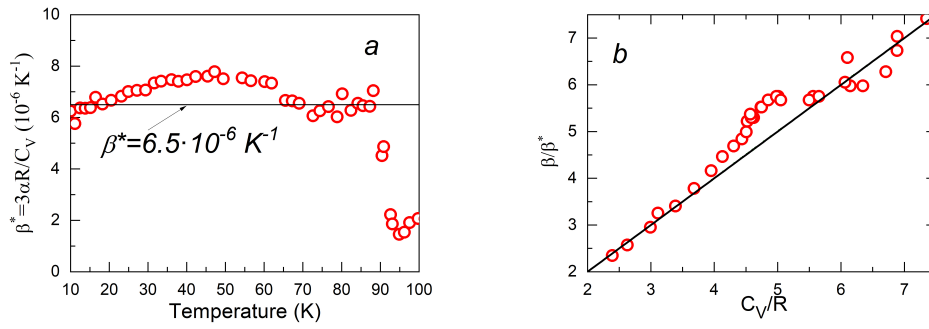 10
8
6
4
2
0
β*=3αR/C_V (10^-6 K^-1)
a
β*=6.5·10^-6 K^-1
10 20 30 40 50 60 70 80 90 100
Temperature (K)
7
6
5
4
3
2
β/β*
b
2 3 4 5 6 7
C_V/R